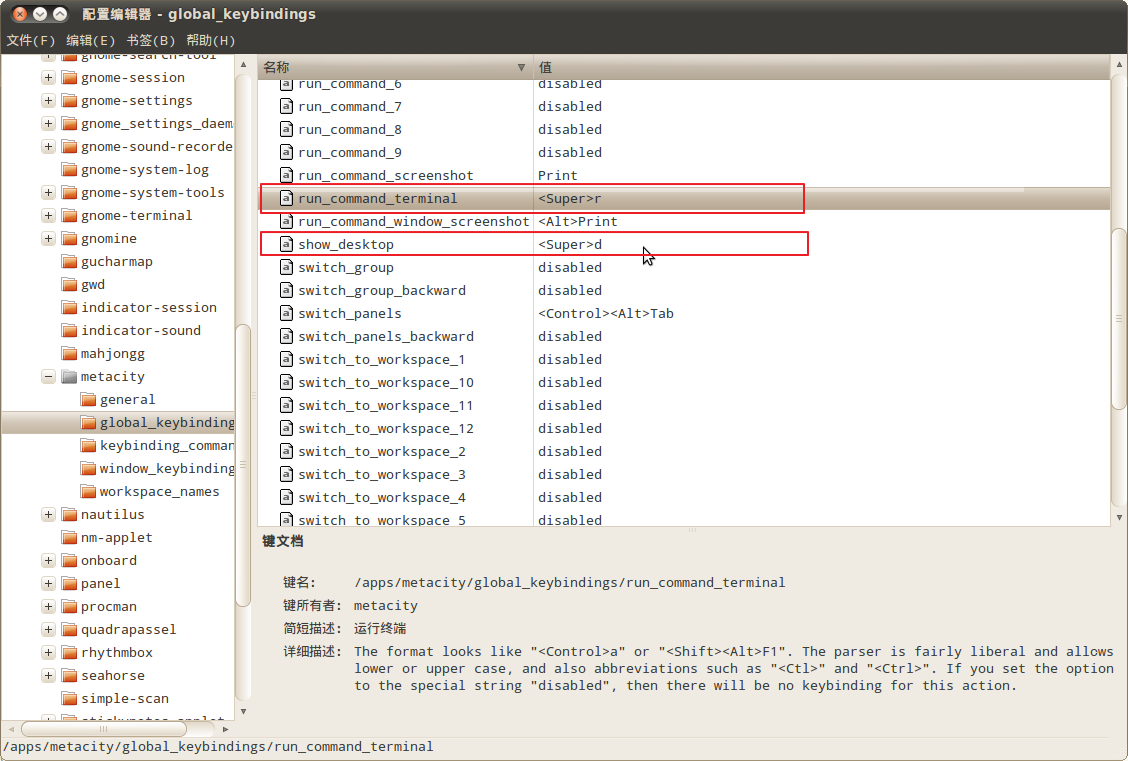 配置编辑器 - global_keybindings
文件(F) 编辑(E) 书签(B) 帮助(H)
gnome-search-tool
gnome-session
gnome-settings
gnome_settings_daem
gnome-sound-recorde
gnome-system-log
gnome-system-tools
gnome-terminal
gnomine
gucharmap
gwd
indicator-session
indicator-sound
mahjongg
metacity
general
global_keybinding
keybinding_comman
window_keybinding
workspace_names
nautilus
nm-applet
onboard
panel
procman
quadrapassel
rhythmbox
seahorse
simple-scan
stickynotes_applet
名称 值
run_command_6 disabled
run_command_7 disabled
run_command_8 disabled
run_command_9 disabled
run_command_screenshot Print
run_command_terminal <Super>r
run_command_window_screenshot <Alt>Print
show_desktop <Super>d
switch_group disabled
switch_group_backward disabled
switch_panels <Control><Alt>Tab
switch_panels_backward disabled
switch_to_workspace_1 disabled
switch_to_workspace_10 disabled
switch_to_workspace_11 disabled
switch_to_workspace_12 disabled
switch_to_workspace_2 disabled
switch_to_workspace_3 disabled
switch_to_workspace_4 disabled
switch_to_workspace_5 disabled
键文档
键名: /apps/metacity/global_keybindings/run_command_terminal
键所有者: metacity
简短描述: 运行终端
详细描述: The format looks like "<Control>a" or "<Shift><Alt>F1". The parser is fairly liberal and allows
lower or upper case, and also abbreviations such as "<Ctl>" and "<Ctrl>". If you set the option
to the special string "disabled", then there will be no keybinding for this action.
/apps/metacity/global_keybindings/run_command_terminal